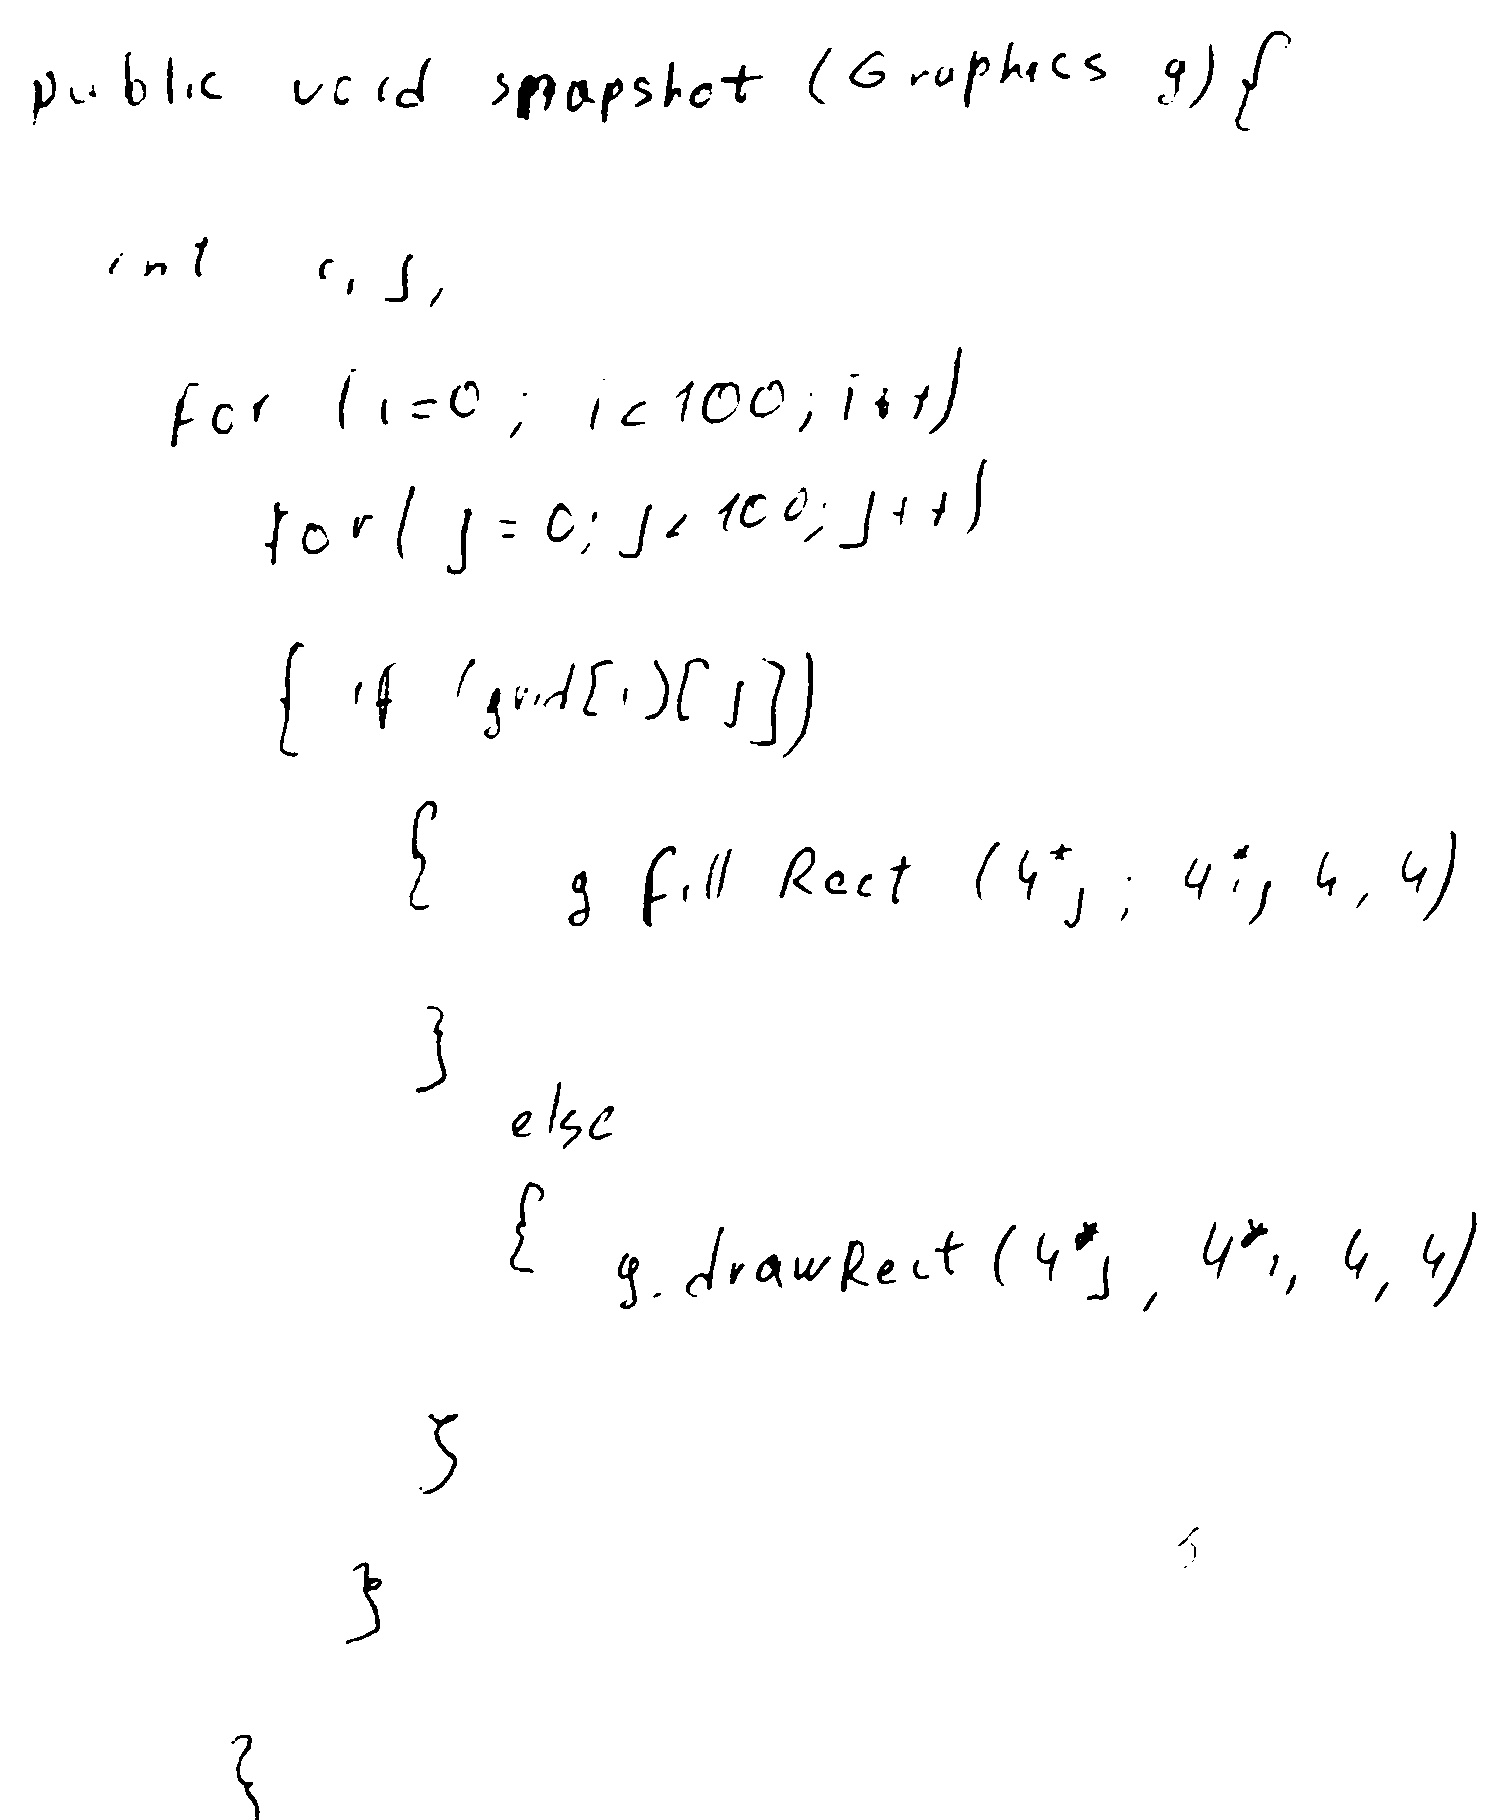 public void snapshot (Graphics g) {
int i, j,
for (i=0; i<100; i++)
for( j=0; j<100; j++)
{ if (grid[i)[j])
{ g fill Rect (4*j; 4*i, 4, 4)
}
else
{ g.drawRect(4*j, 4*i, 4, 4)
}
}
}